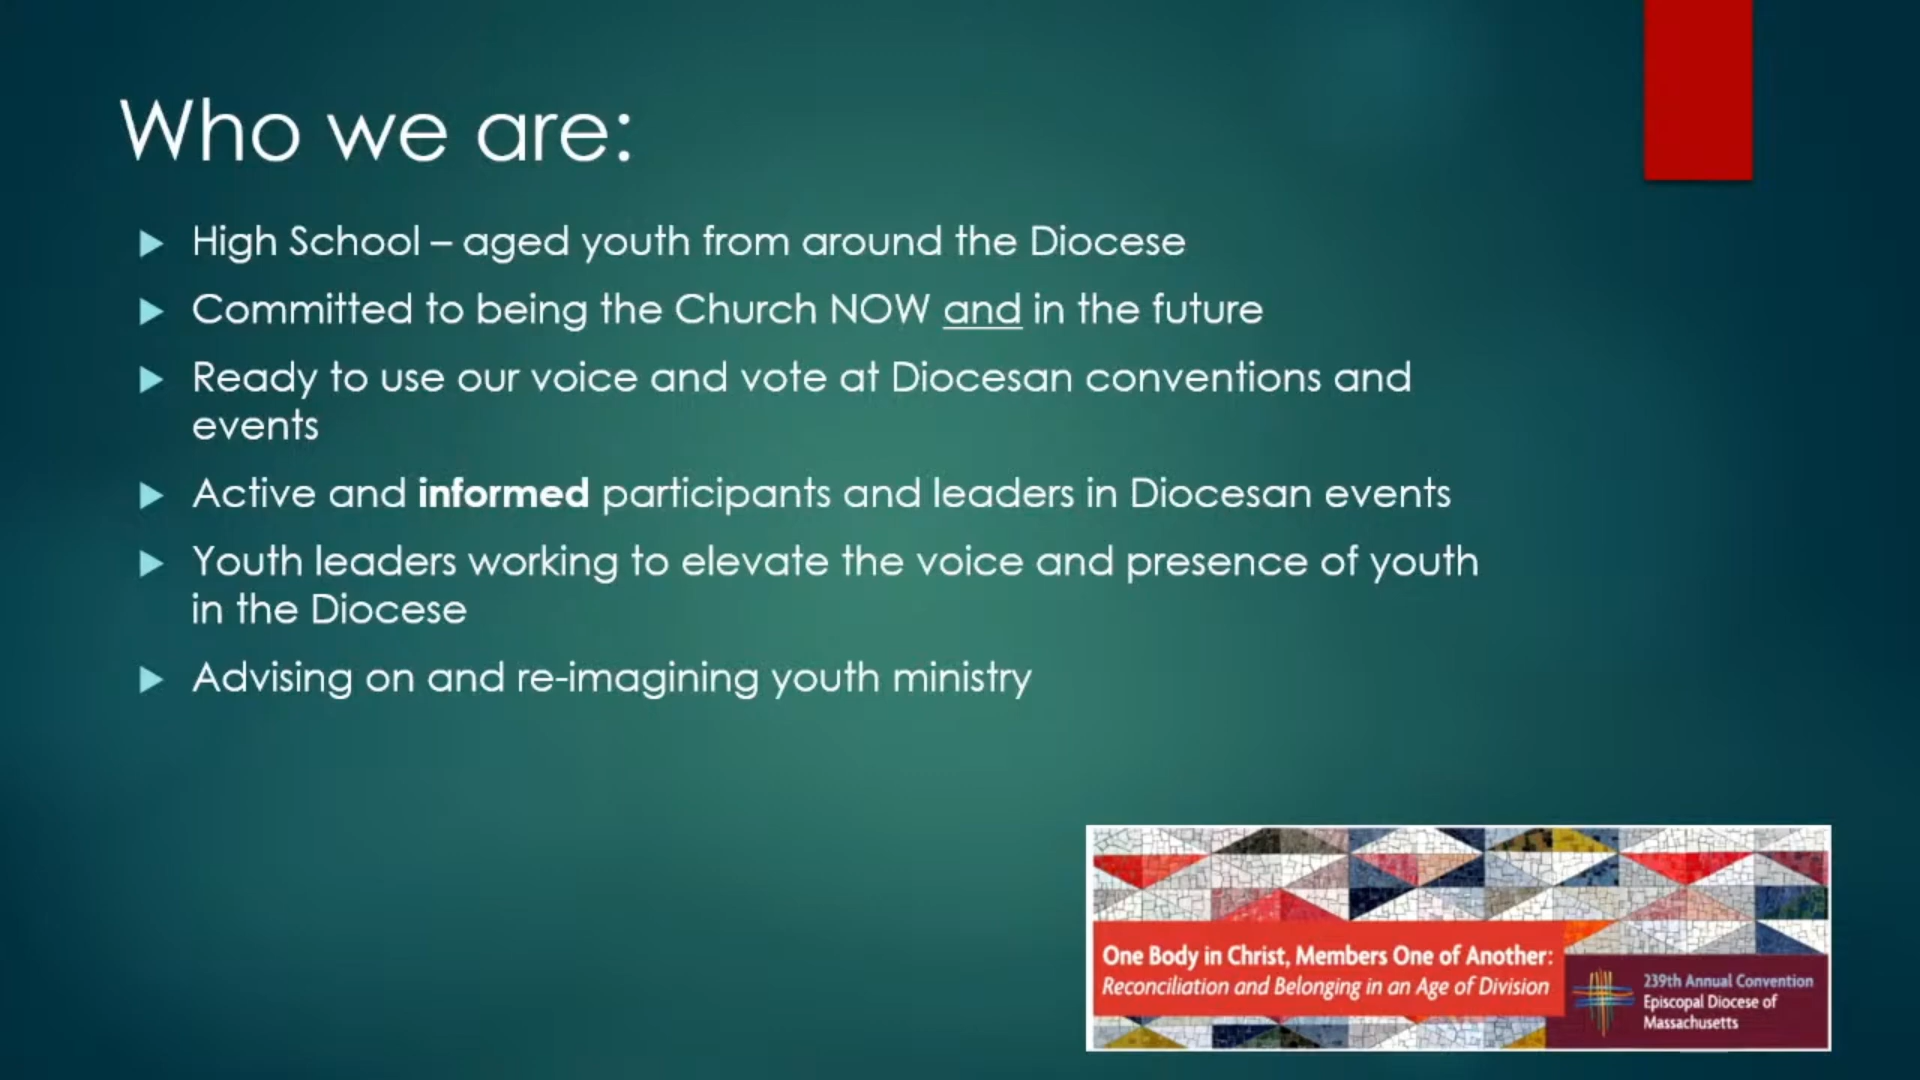 Who we are:
High School – aged youth from around the Diocese
Committed to being the Church NOW and in the future
Ready to use our voice and vote at Diocesan conventions and
events
Active and informed participants and leaders in Diocesan events
Youth leaders working to elevate the voice and presence of youth
in the Diocese
Advising on and re-imagining youth ministry
One Body in Christ, Members One of Another:
Reconciliation and Belonging in an Age of Division
239th Annual Convention
Episcopal Diocese of
Massachusetts